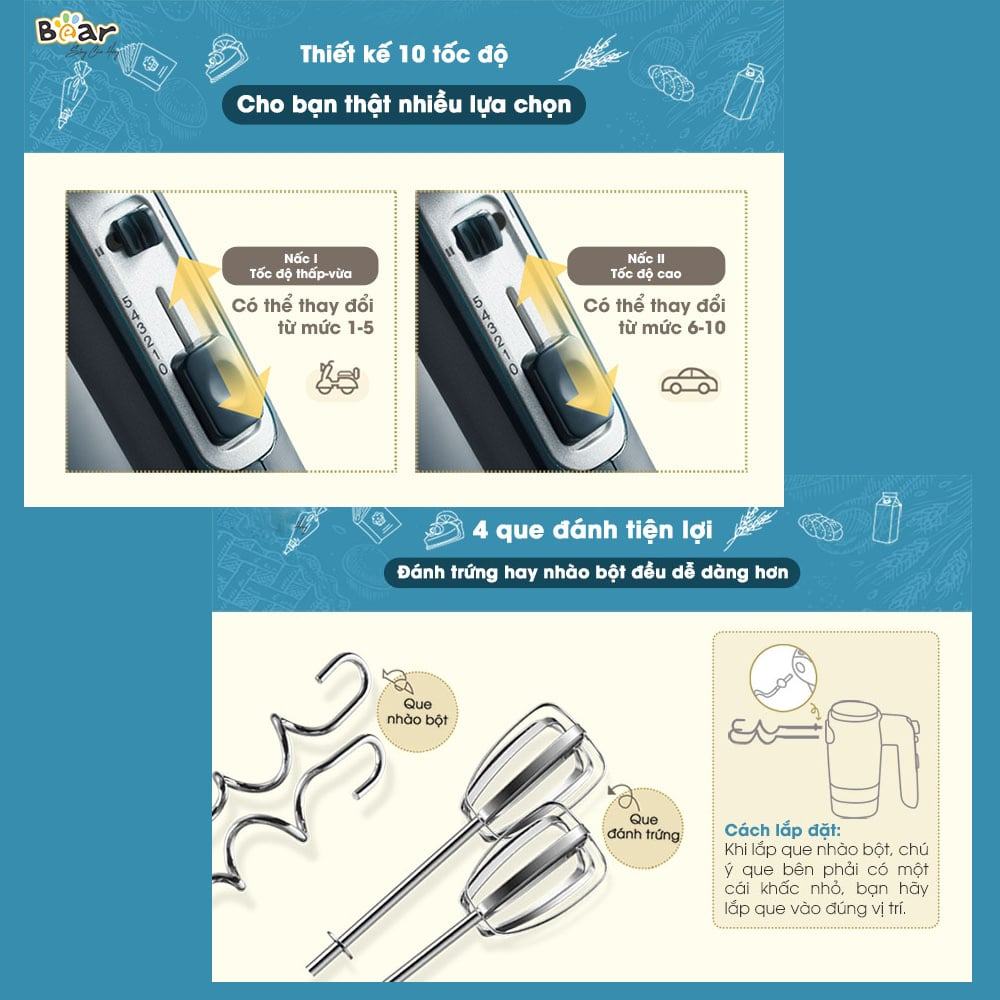 Bear
Thiết kế 10 tốc độ
Cho bạn thật nhiều lựa chọn
Nấc I
Tốc độ thấp-vừa
Có thể thay đổi
từ mức 1-5
II
5
4
3
2
1
0
Nấc II
Tốc độ cao
Có thể thay đổi
từ mức 6-10
II
5
4
3
2
1
0
4 que đánh tiện lợi
Đánh trứng hay nhào bột đều dễ dàng hơn
Que
nhào bột
Que
đánh trứng
Cách lắp đặt:
Khi lắp que nhào bột, chú
ý que bên phải có một
cái khấc nhỏ, bạn hãy
lắp que vào đúng vị trí.